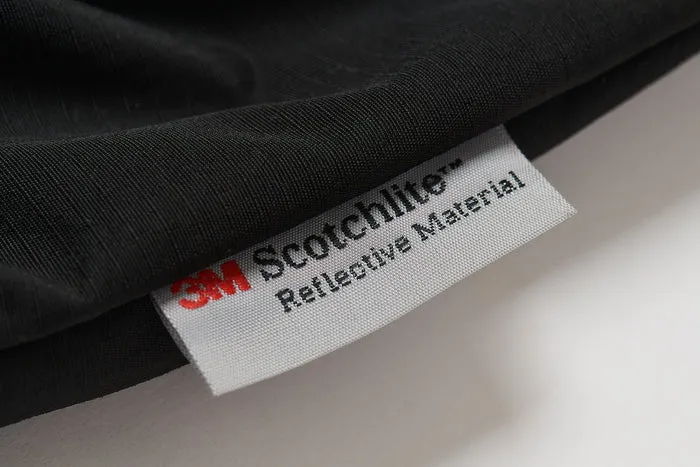 3M Scotchlite™
Reflective Material